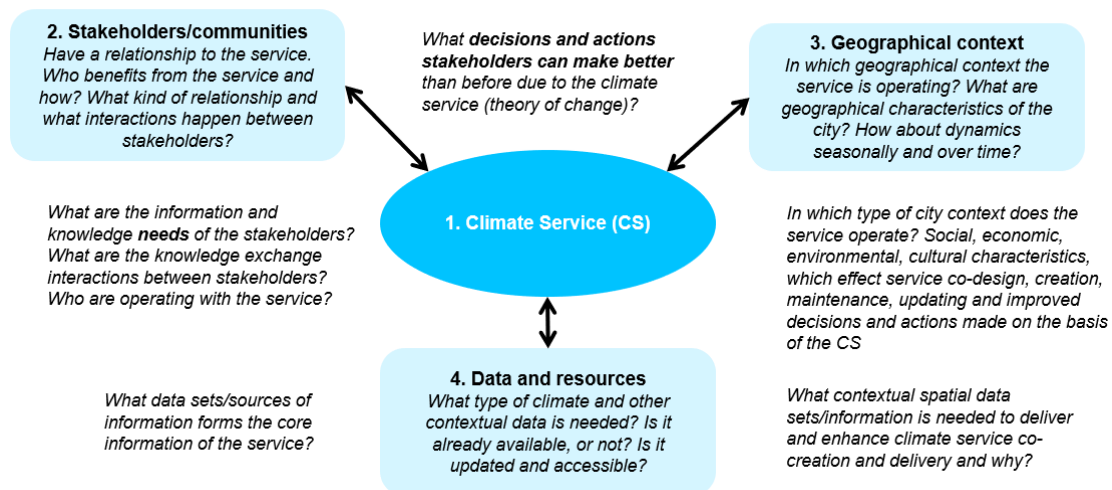 2. Stakeholders/communities
Have a relationship to the service.
Who benefits from the service and
how? What kind of relationship and
what interactions happen between
stakeholders?
What decisions and actions
stakeholders can make better
than before due to the climate
service (theory of change)?
3. Geographical context
In which geographical context the
service is operating? What are
geographical characteristics of the
city? How about dynamics
seasonally and over time?
1. Climate Service (CS)
What are the information and
knowledge needs of the stakeholders?
What are the knowledge exchange
interactions between stakeholders?
Who are operating with the service?
In which type of city context does the
service operate? Social, economic,
environmental, cultural characteristics,
which effect service co-design, creation,
maintenance, updating and improved
decisions and actions made on the basis
of the CS
What data sets/sources of
information forms the core
information of the service?
4. Data and resources
What type of climate and other
contextual data is needed? Is it
already available, or not? Is it
updated and accessible?
What contextual spatial data
sets/information is needed to deliver
and enhance climate service co-
creation and delivery and why?